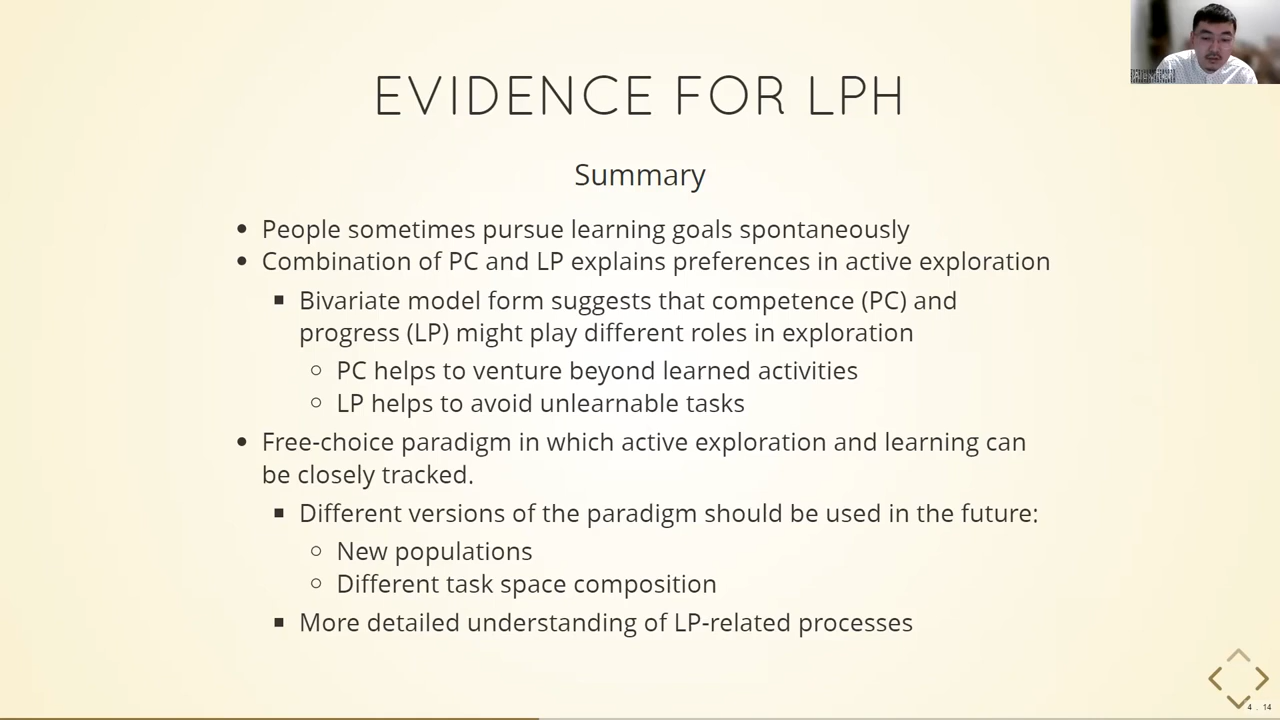 EVIDENCE FOR LPH
Summary
• People sometimes pursue learning goals spontaneously
• Combination of PC and LP explains preferences in active exploration
▪ Bivariate model form suggests that competence (PC) and
progress (LP) might play different roles in exploration
○ PC helps to venture beyond learned activities
○ LP helps to avoid unlearnable tasks
• Free-choice paradigm in which active exploration and learning can
be closely tracked.
▪ Different versions of the paradigm should be used in the future:
○ New populations
○ Different task space composition
▪ More detailed understanding of LP-related processes
4 . 14